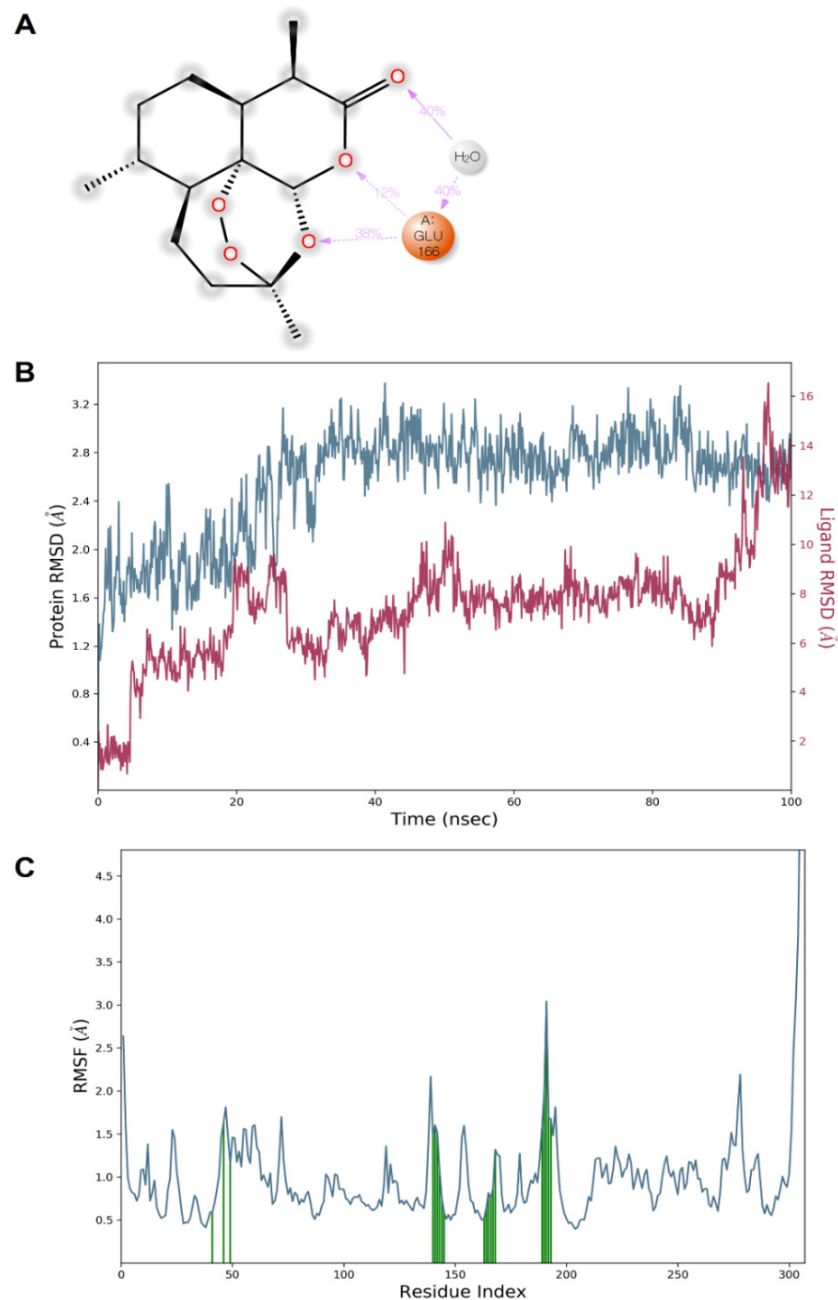 A
O
40%
H₂O
O
12%
40%
O
A:
GLU
166
38%
O
O
B
3.2
2.8
2.4
2.0
1.6
1.2
0.8
0.4
Protein RMSD (Å)
16
14
12
10
8
6
4
2
Ligand RMSD (Å)
0
20
40
60
80
100
Time (nsec)
C
4.5
4.0
3.5
3.0
2.5
2.0
1.5
1.0
0.5
RMSF (Å)
0
50
100
150
200
250
300
Residue Index